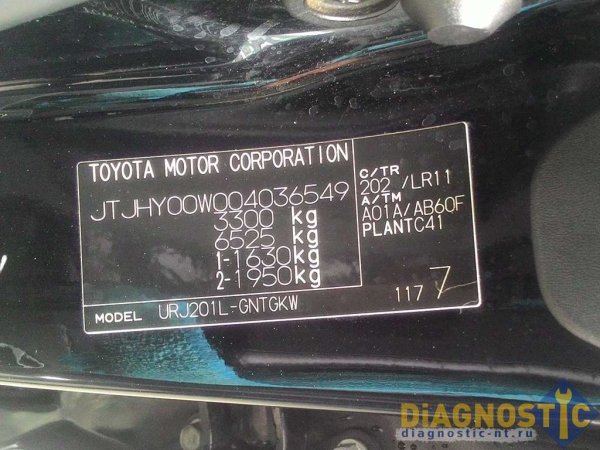 TOYOTA MOTOR CORPORATION
JTJHY00W004036549
3300 kg
6525 kg
1-1630kg
2-1950kg
C/TR
202 /LR11
A/TM
A01A/AB60F
PLANTC41
117 7
MODEL URJ201L-GNTGKW
DiAGNOSTiC
diagnostic-nt.ru